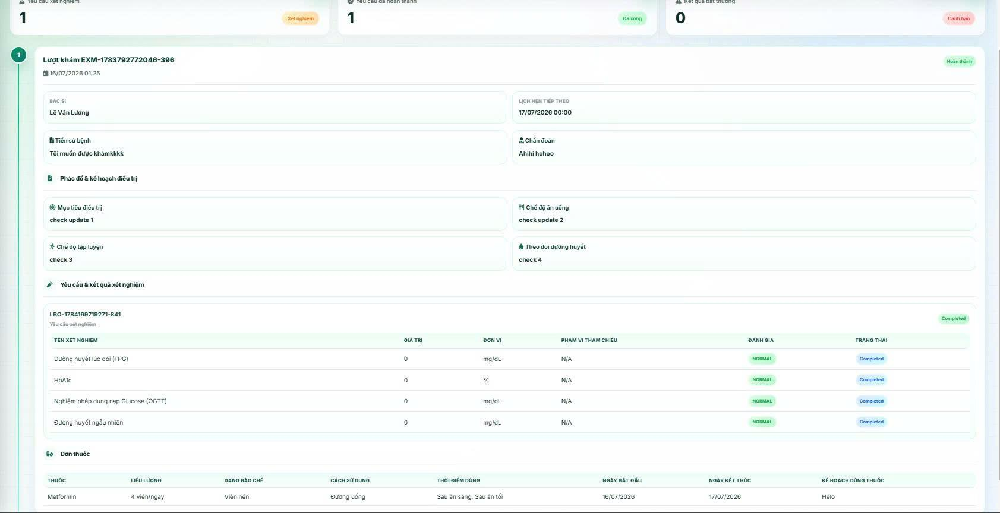 Yêu cầu xét nghiệm
Yêu cầu đã hoàn thành
Kết quả bất thường
1
Xét nghiệm
1
Đã xong
0
Cảnh báo
1
Lượt khám EXM-1783792772046-396
Hoàn thành
16/07/2026 01:25
BÁC SĨ
LỊCH HẸN TIẾP THEO
Lê Văn Lương
17/07/2026 00:00
Tiền sử bệnh
Chẩn đoán
Tôi muốn được khámkkkk
Ahihi hohoo
Phác đồ & kế hoạch điều trị
Mục tiêu điều trị
Chế độ ăn uống
check update 1
check update 2
Chế độ tập luyện
Theo dõi đường huyết
check 3
check 4
Yêu cầu & kết quả xét nghiệm
LBO-1784169719271-841
Completed
Yêu cầu xét nghiệm
TÊN XÉT NGHIỆM GIÁ TRỊ ĐƠN VỊ PHẠM VI THAM CHIẾU ĐÁNH GIÁ TRẠNG THÁI
Đường huyết lúc đói (FPG) 0 mg/dL N/A NORMAL Completed
HbA1c 0 % N/A NORMAL Completed
Nghiệm pháp dung nạp Glucose (OGTT) 0 mg/dL N/A NORMAL Completed
Đường huyết ngẫu nhiên 0 mg/dL N/A NORMAL Completed
Đơn thuốc
THUỐC LIỀU LƯỢNG DẠNG BÀO CHẾ CÁCH SỬ DỤNG THỜI ĐIỂM DÙNG NGÀY BẮT ĐẦU NGÀY KẾT THÚC KẾ HOẠCH DÙNG THUỐC
Metformin 4 viên/ngày Viên nén Đường uống Sau ăn sáng, Sau ăn tối 16/07/2026 17/07/2026 Hêlo